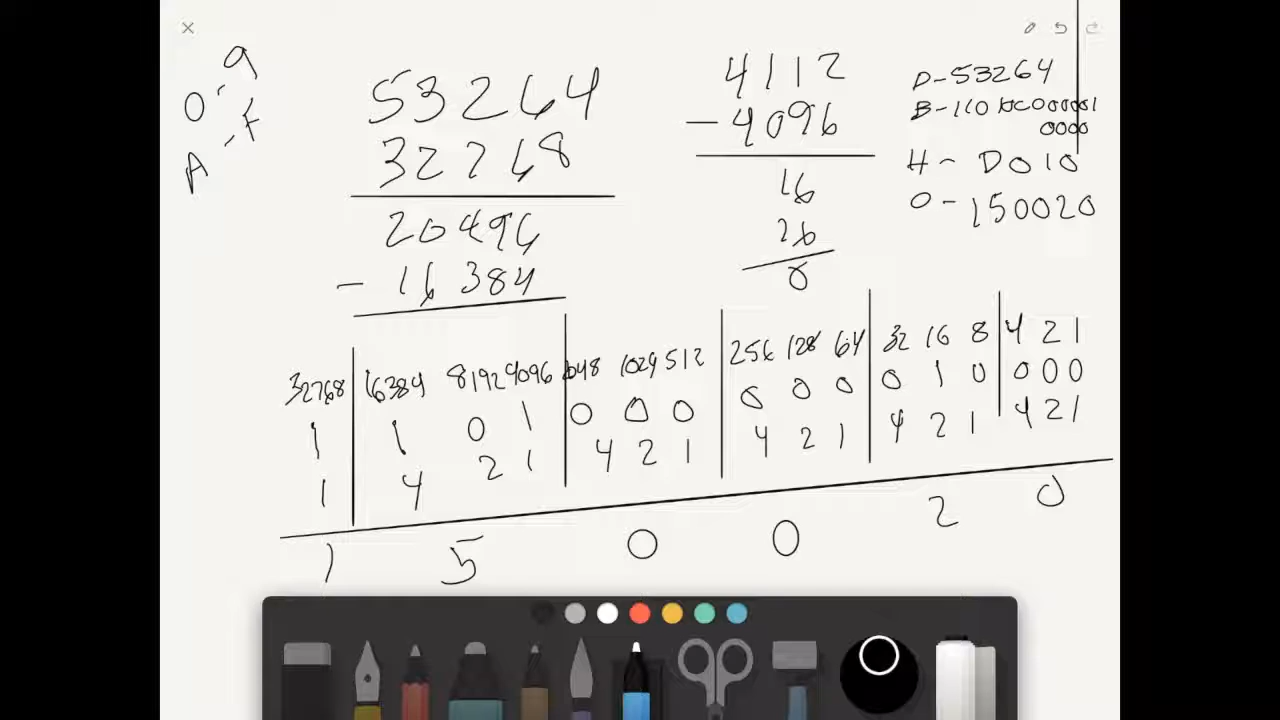 0-9
A-F
53264
32768
20496
- 16384
4112
- 4096
16
16
0
D-53264
B-1101000001
0000
H- D010
O- 150020
32768 16384 8192 4096 2048 1024 512 256 128 64 32 16 8 4 2 1
1 1 0 1 0 0 0 0 0 0 0 1 0 0 0 0
1 4 2 1 4 2 1 4 2 1 4 2 1 4 2 1
1 5 0 0 2 0